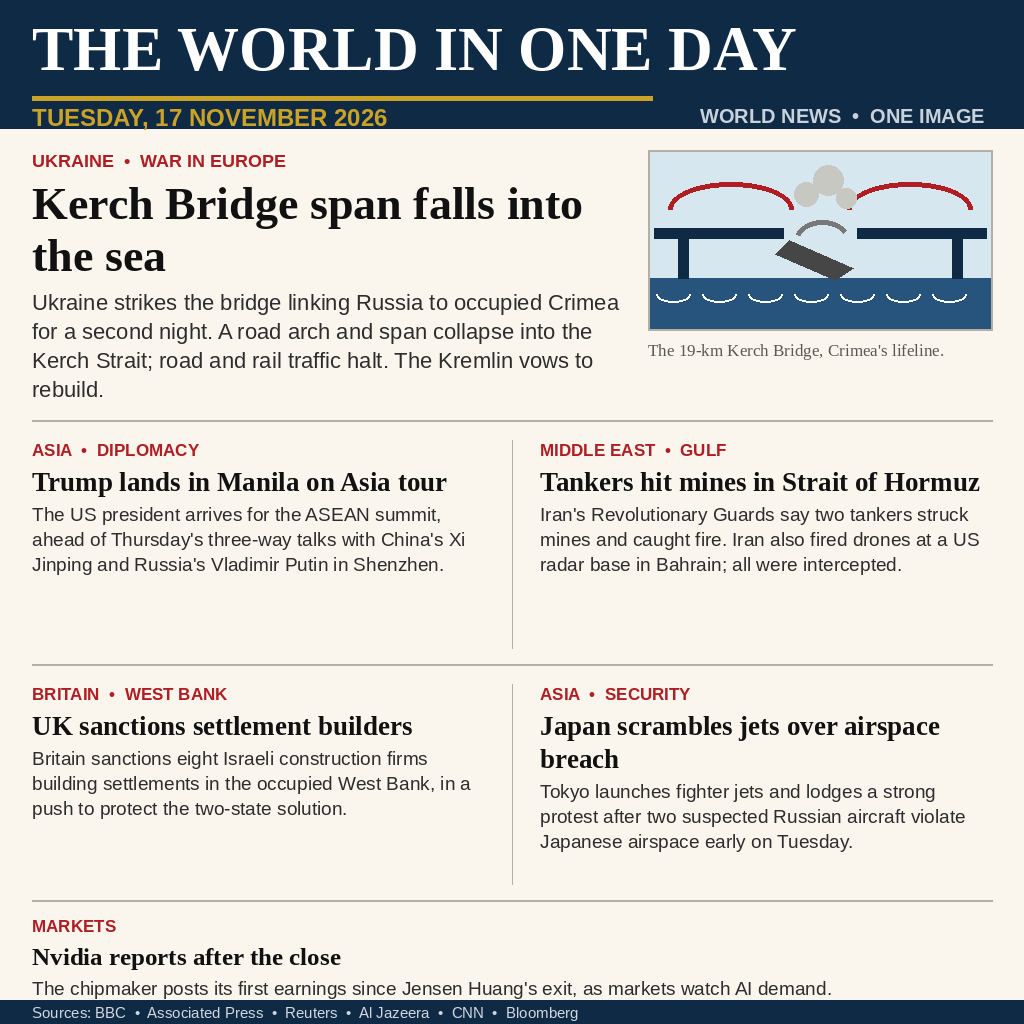 THE WORLD IN ONE DAY
TUESDAY, 17 NOVEMBER 2026
WORLD NEWS • ONE IMAGE
UKRAINE • WAR IN EUROPE
Kerch Bridge span falls into
the sea
Ukraine strikes the bridge linking Russia to occupied Crimea
for a second night. A road arch and span collapse into the
Kerch Strait; road and rail traffic halt. The Kremlin vows to
rebuild.
The 19-km Kerch Bridge, Crimea's lifeline.
ASIA • DIPLOMACY
Trump lands in Manila on Asia tour
The US president arrives for the ASEAN summit,
ahead of Thursday's three-way talks with China's Xi
Jinping and Russia's Vladimir Putin in Shenzhen.
MIDDLE EAST • GULF
Tankers hit mines in Strait of Hormuz
Iran's Revolutionary Guards say two tankers struck
mines and caught fire. Iran also fired drones at a US
radar base in Bahrain; all were intercepted.
BRITAIN • WEST BANK
UK sanctions settlement builders
Britain sanctions eight Israeli construction firms
building settlements in the occupied West Bank, in a
push to protect the two-state solution.
ASIA • SECURITY
Japan scrambles jets over airspace
breach
Tokyo launches fighter jets and lodges a strong
protest after two suspected Russian aircraft violate
Japanese airspace early on Tuesday.
MARKETS
Nvidia reports after the close
The chipmaker posts its first earnings since Jensen Huang's exit, as markets watch AI demand.
Sources: BBC • Associated Press • Reuters • Al Jazeera • CNN • Bloomberg